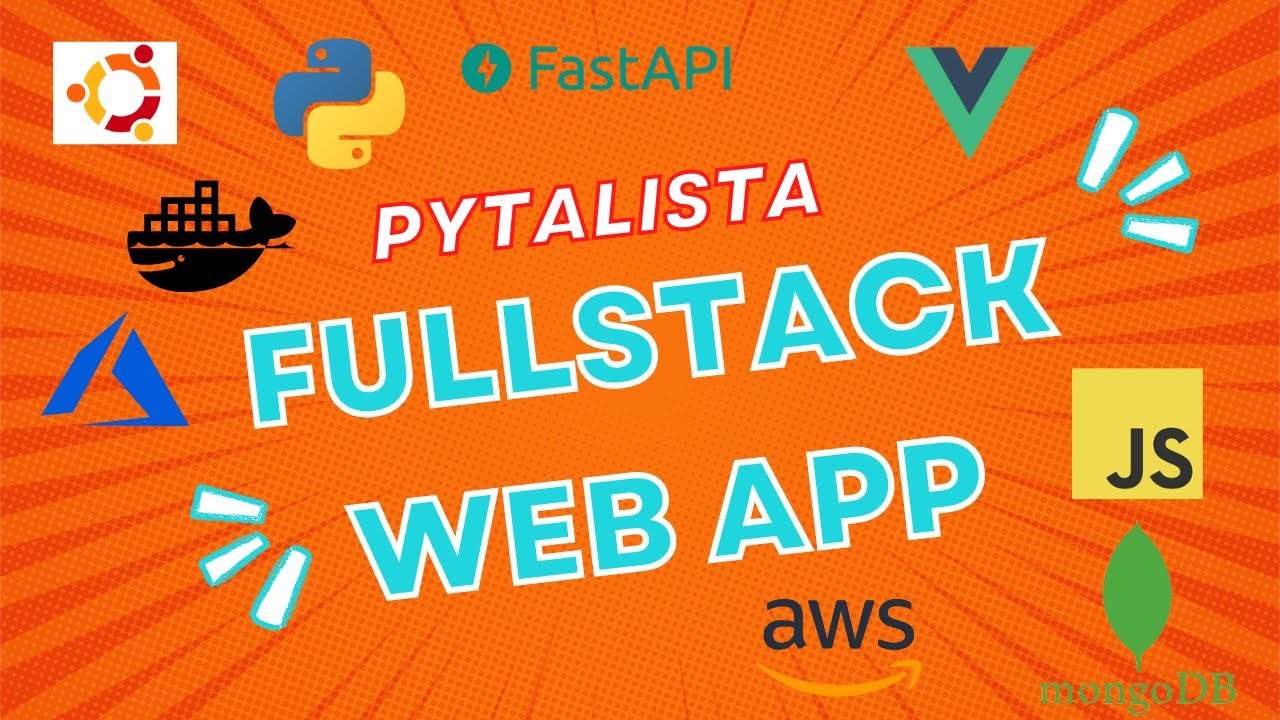 FastAPI
PYTALISTA
FULLSTACK
WEB APP
JS
aws
mongoDB